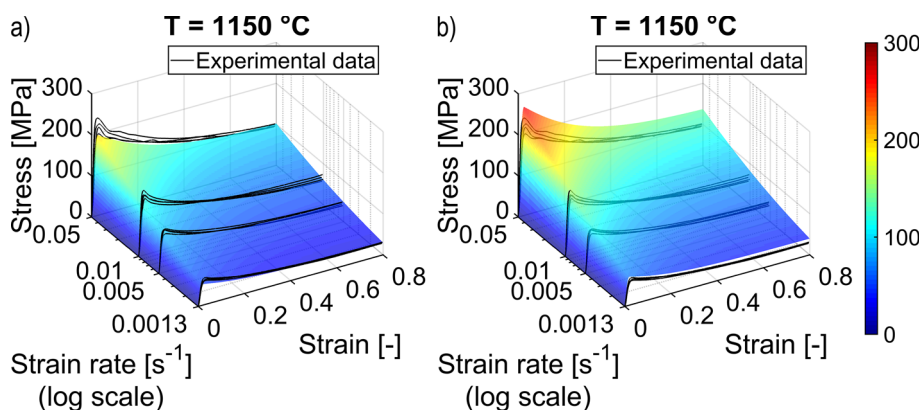 a)
T = 1150 °C
Experimental data
Stress [MPa]
300
200
100
0
0.05
0.01
0.005
0.0013
0
0.2
0.4
0.6
0.8
Strain rate [s-1]
(log scale)
Strain [-]
b)
T = 1150 °C
Experimental data
Stress [MPa]
300
200
100
0
0.05
0.01
0.005
0.0013
0
0.2
0.4
0.6
0.8
Strain rate [s-1]
(log scale)
Strain [-]
300
200
100
0